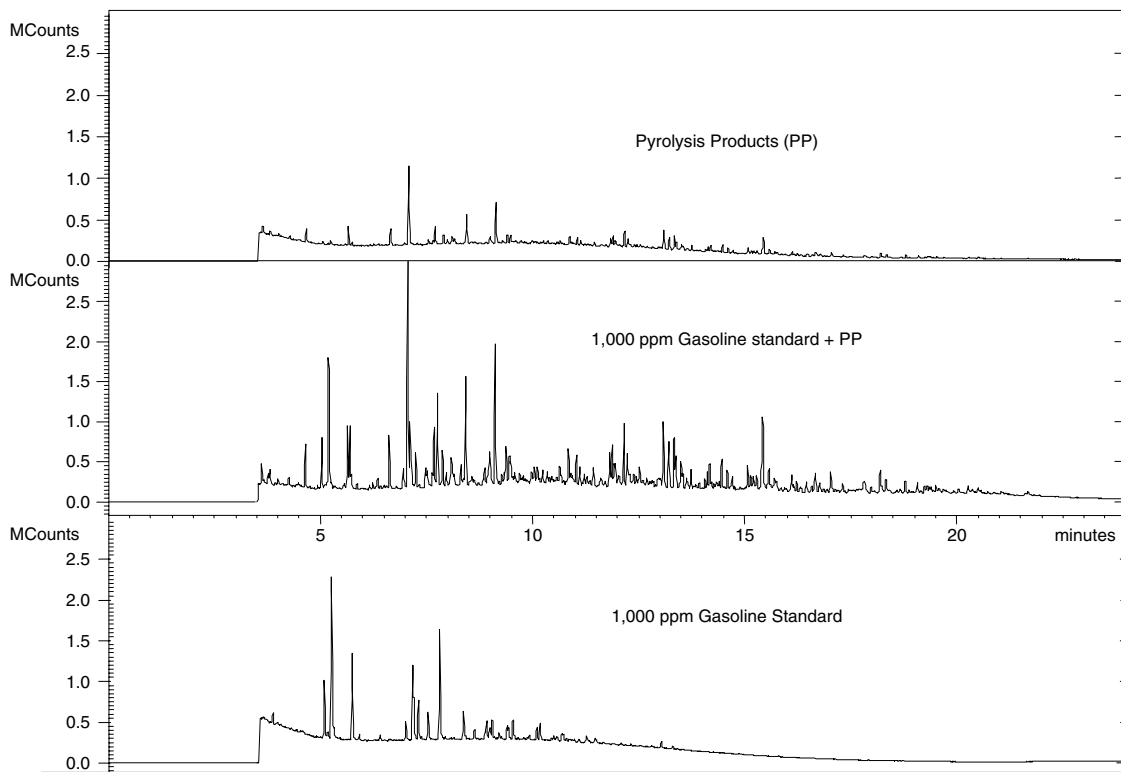 MCounts
2.5
2.0
1.5
1.0
0.5
0.0
Pyrolysis Products (PP)
MCounts
2.5
2.0
1.5
1.0
0.5
0.0
1,000 ppm Gasoline standard + PP
5 10 15 20 minutes
MCounts
2.5
2.0
1.5
1.0
0.5
0.0
1,000 ppm Gasoline Standard